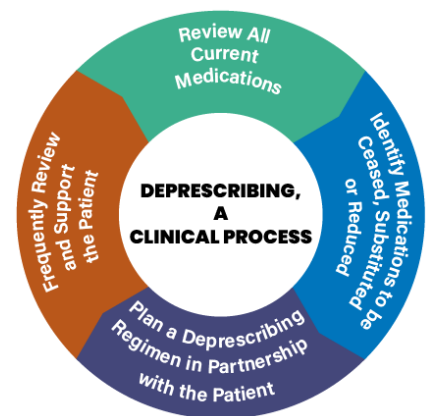 Review All
Current
Medications
Identify Medications to be
Ceased, Substituted
or Reduced
Plan a Deprescribing
Regimen in Partnership
with the Patient
Frequently Review
and Support
the Patient
DEPRESCRIBING,
A
CLINICAL PROCESS